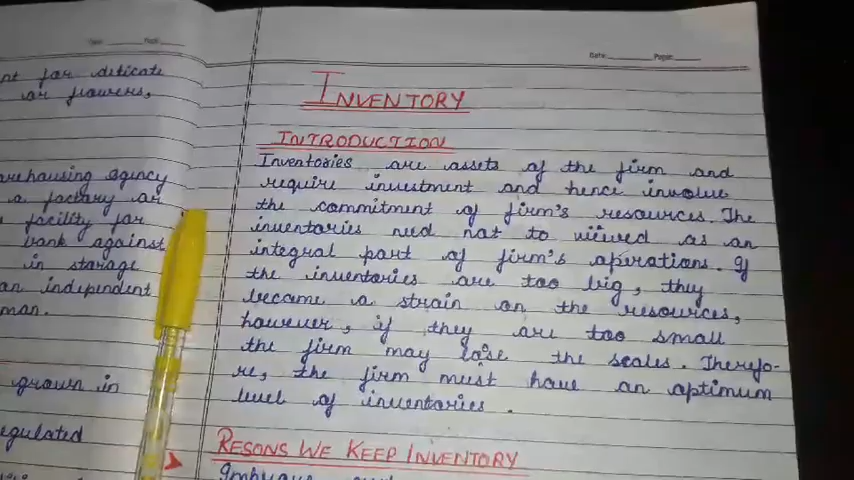 nt for delicate
or flowers,
arehousing agency
a factory or
facility for
bank against
in storage
an independent
man.
grown in
egulated
Date: Page:
INVENTORY
INTRODUCTION
Inventories are assets of the firm and
require investment and hence involve
the commitment of firm's resources. The
inventories need not to viewed as an
integral part of firm's operations. If
the inventories are too big, they
become a strain on the resources,
however, if they are too small
the firm may lose the scales. Therefo-
re, the firm must have an optimum
level of inventories.
RESONS WE KEEP INVENTORY